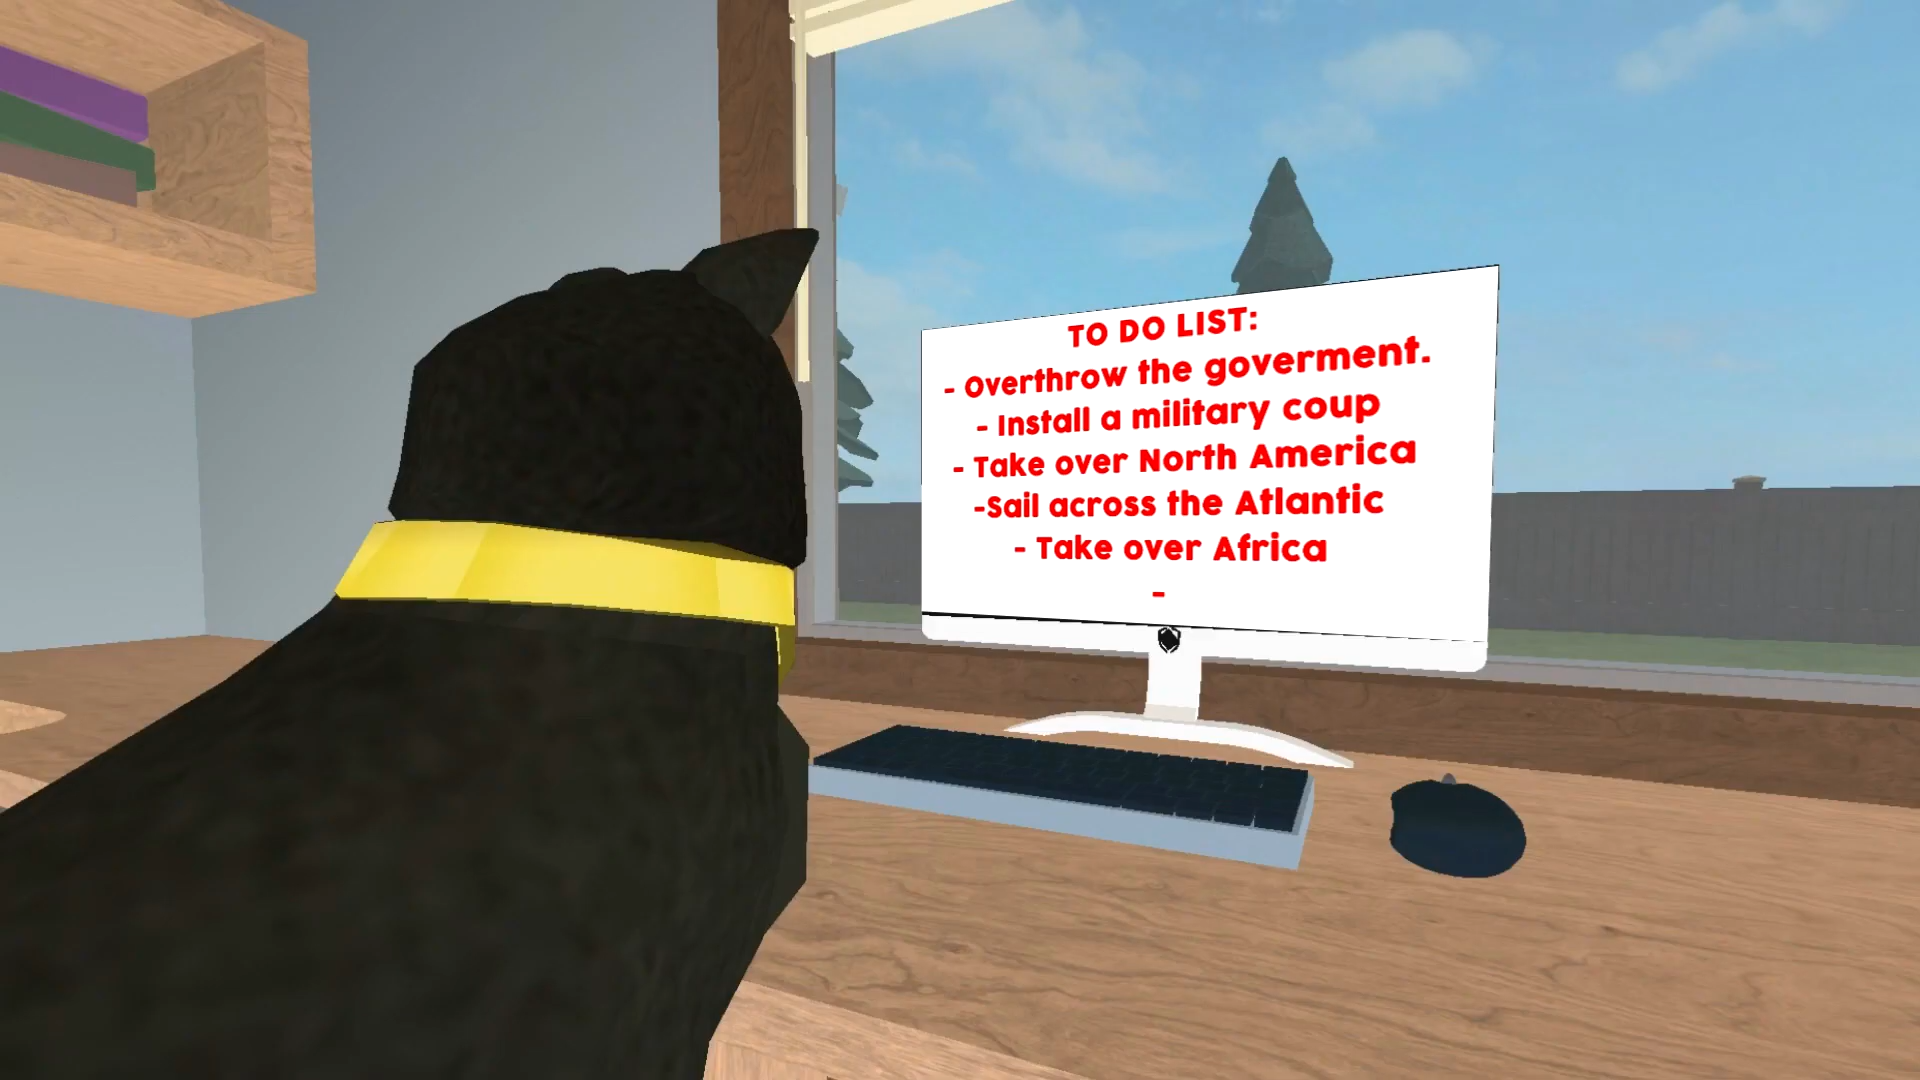 TO DO LIST:
- Overthrow the goverment.
- Install a military coup
- Take over North America
-Sail across the Atlantic
- Take over Africa
-